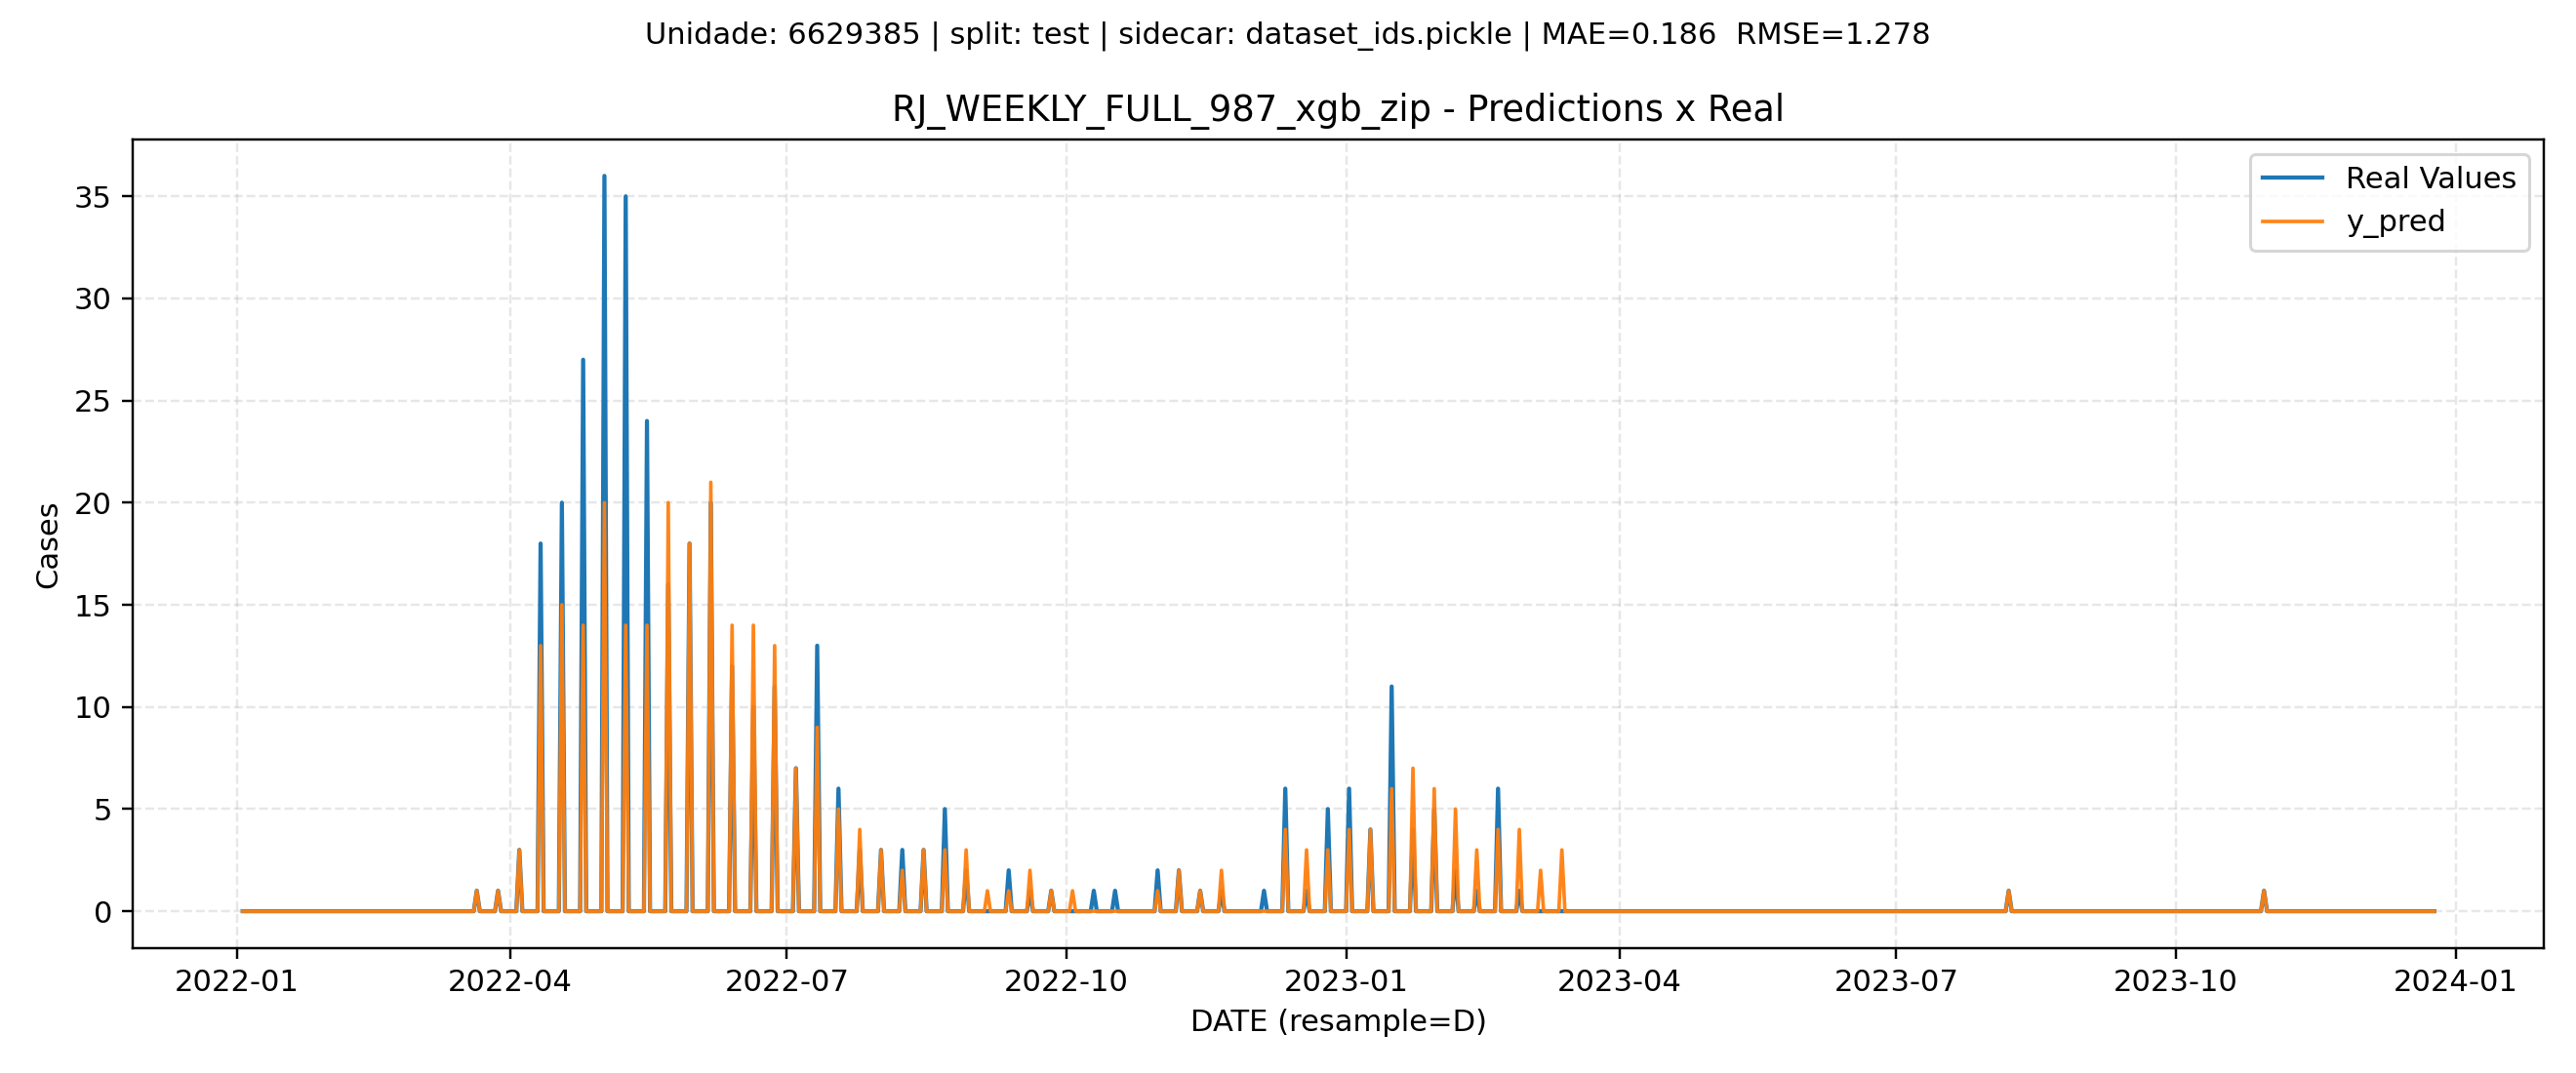 Unidade: 6629385 | split: test | sidecar: dataset_ids.pickle | MAE=0.186  RMSE=1.278
RJ_WEEKLY_FULL_987_xgb_zip - Predictions x Real
Real Values
y_pred
Cases
35
30
25
20
15
10
5
0
2022-01 2022-04 2022-07 2022-10 2023-01 2023-04 2023-07 2023-10 2024-01
DATE (resample=D)